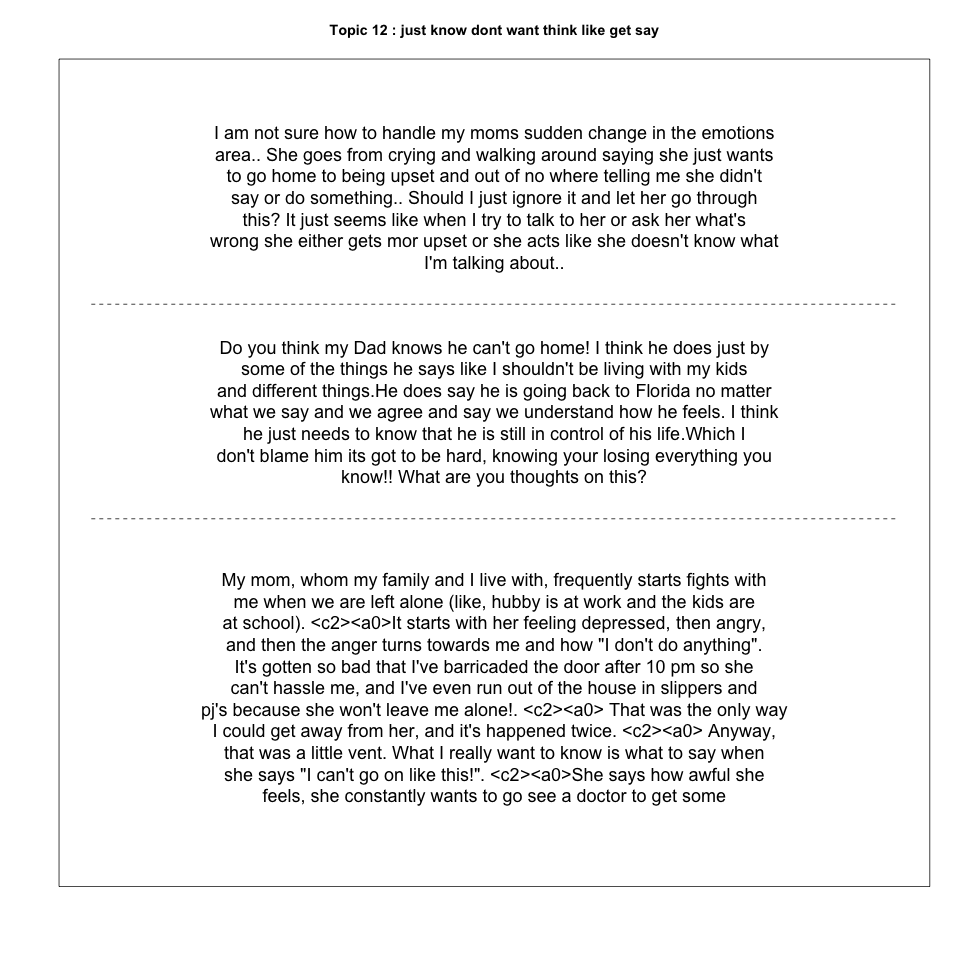 Topic 12 : just know dont want think like get say
I am not sure how to handle my moms sudden change in the emotions
area.. She goes from crying and walking around saying she just wants
to go home to being upset and out of no where telling me she didn't
say or do something.. Should I just ignore it and let her go through
this? It just seems like when I try to talk to her or ask her what's
wrong she either gets mor upset or she acts like she doesn't know what
I'm talking about..
Do you think my Dad knows he can't go home! I think he does just by
some of the things he says like I shouldn't be living with my kids
and different things.He does say he is going back to Florida no matter
what we say and we agree and say we understand how he feels. I think
he just needs to know that he is still in control of his life.Which I
don't blame him its got to be hard, knowing your losing everything you
know!! What are you thoughts on this?
My mom, whom my family and I live with, frequently starts fights with
me when we are left alone (like, hubby is at work and the kids are
at school). <c2><a0>It starts with her feeling depressed, then angry,
and then the anger turns towards me and how "I don't do anything".
It's gotten so bad that I've barricaded the door after 10 pm so she
can't hassle me, and I've even run out of the house in slippers and
pj's because she won't leave me alone!. <c2><a0> That was the only way
I could get away from her, and it's happened twice. <c2><a0> Anyway,
that was a little vent. What I really want to know is what to say when
she says "I can't go on like this!". <c2><a0>She says how awful she
feels, she constantly wants to go see a doctor to get some